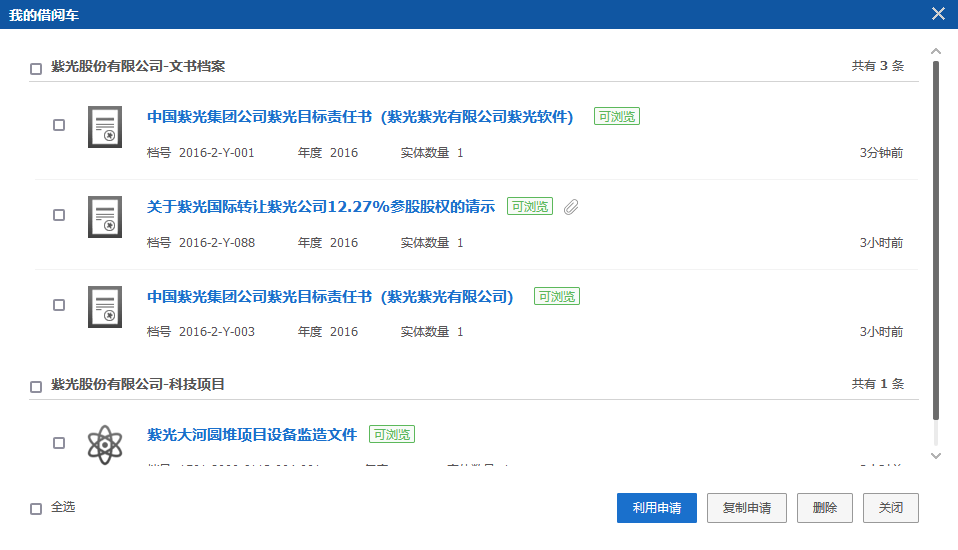 我的借阅车
紫光股份有限公司-文书档案 共有 3 条
中国紫光集团公司紫光目标责任书（紫光紫光有限公司紫光软件） 可浏览
档号 2016-2-Y-001 年度 2016 实体数量 1 3分钟前
关于紫光国际转让紫光公司12.27%参股股权的请示 可浏览
档号 2016-2-Y-088 年度 2016 实体数量 1 3小时前
中国紫光集团公司紫光目标责任书（紫光紫光有限公司） 可浏览
档号 2016-2-Y-003 年度 2016 实体数量 1 3小时前
紫光股份有限公司-科技项目 共有 1 条
紫光大河圆堆项目设备监造文件 可浏览
全选 利用申请 复制申请 删除 关闭